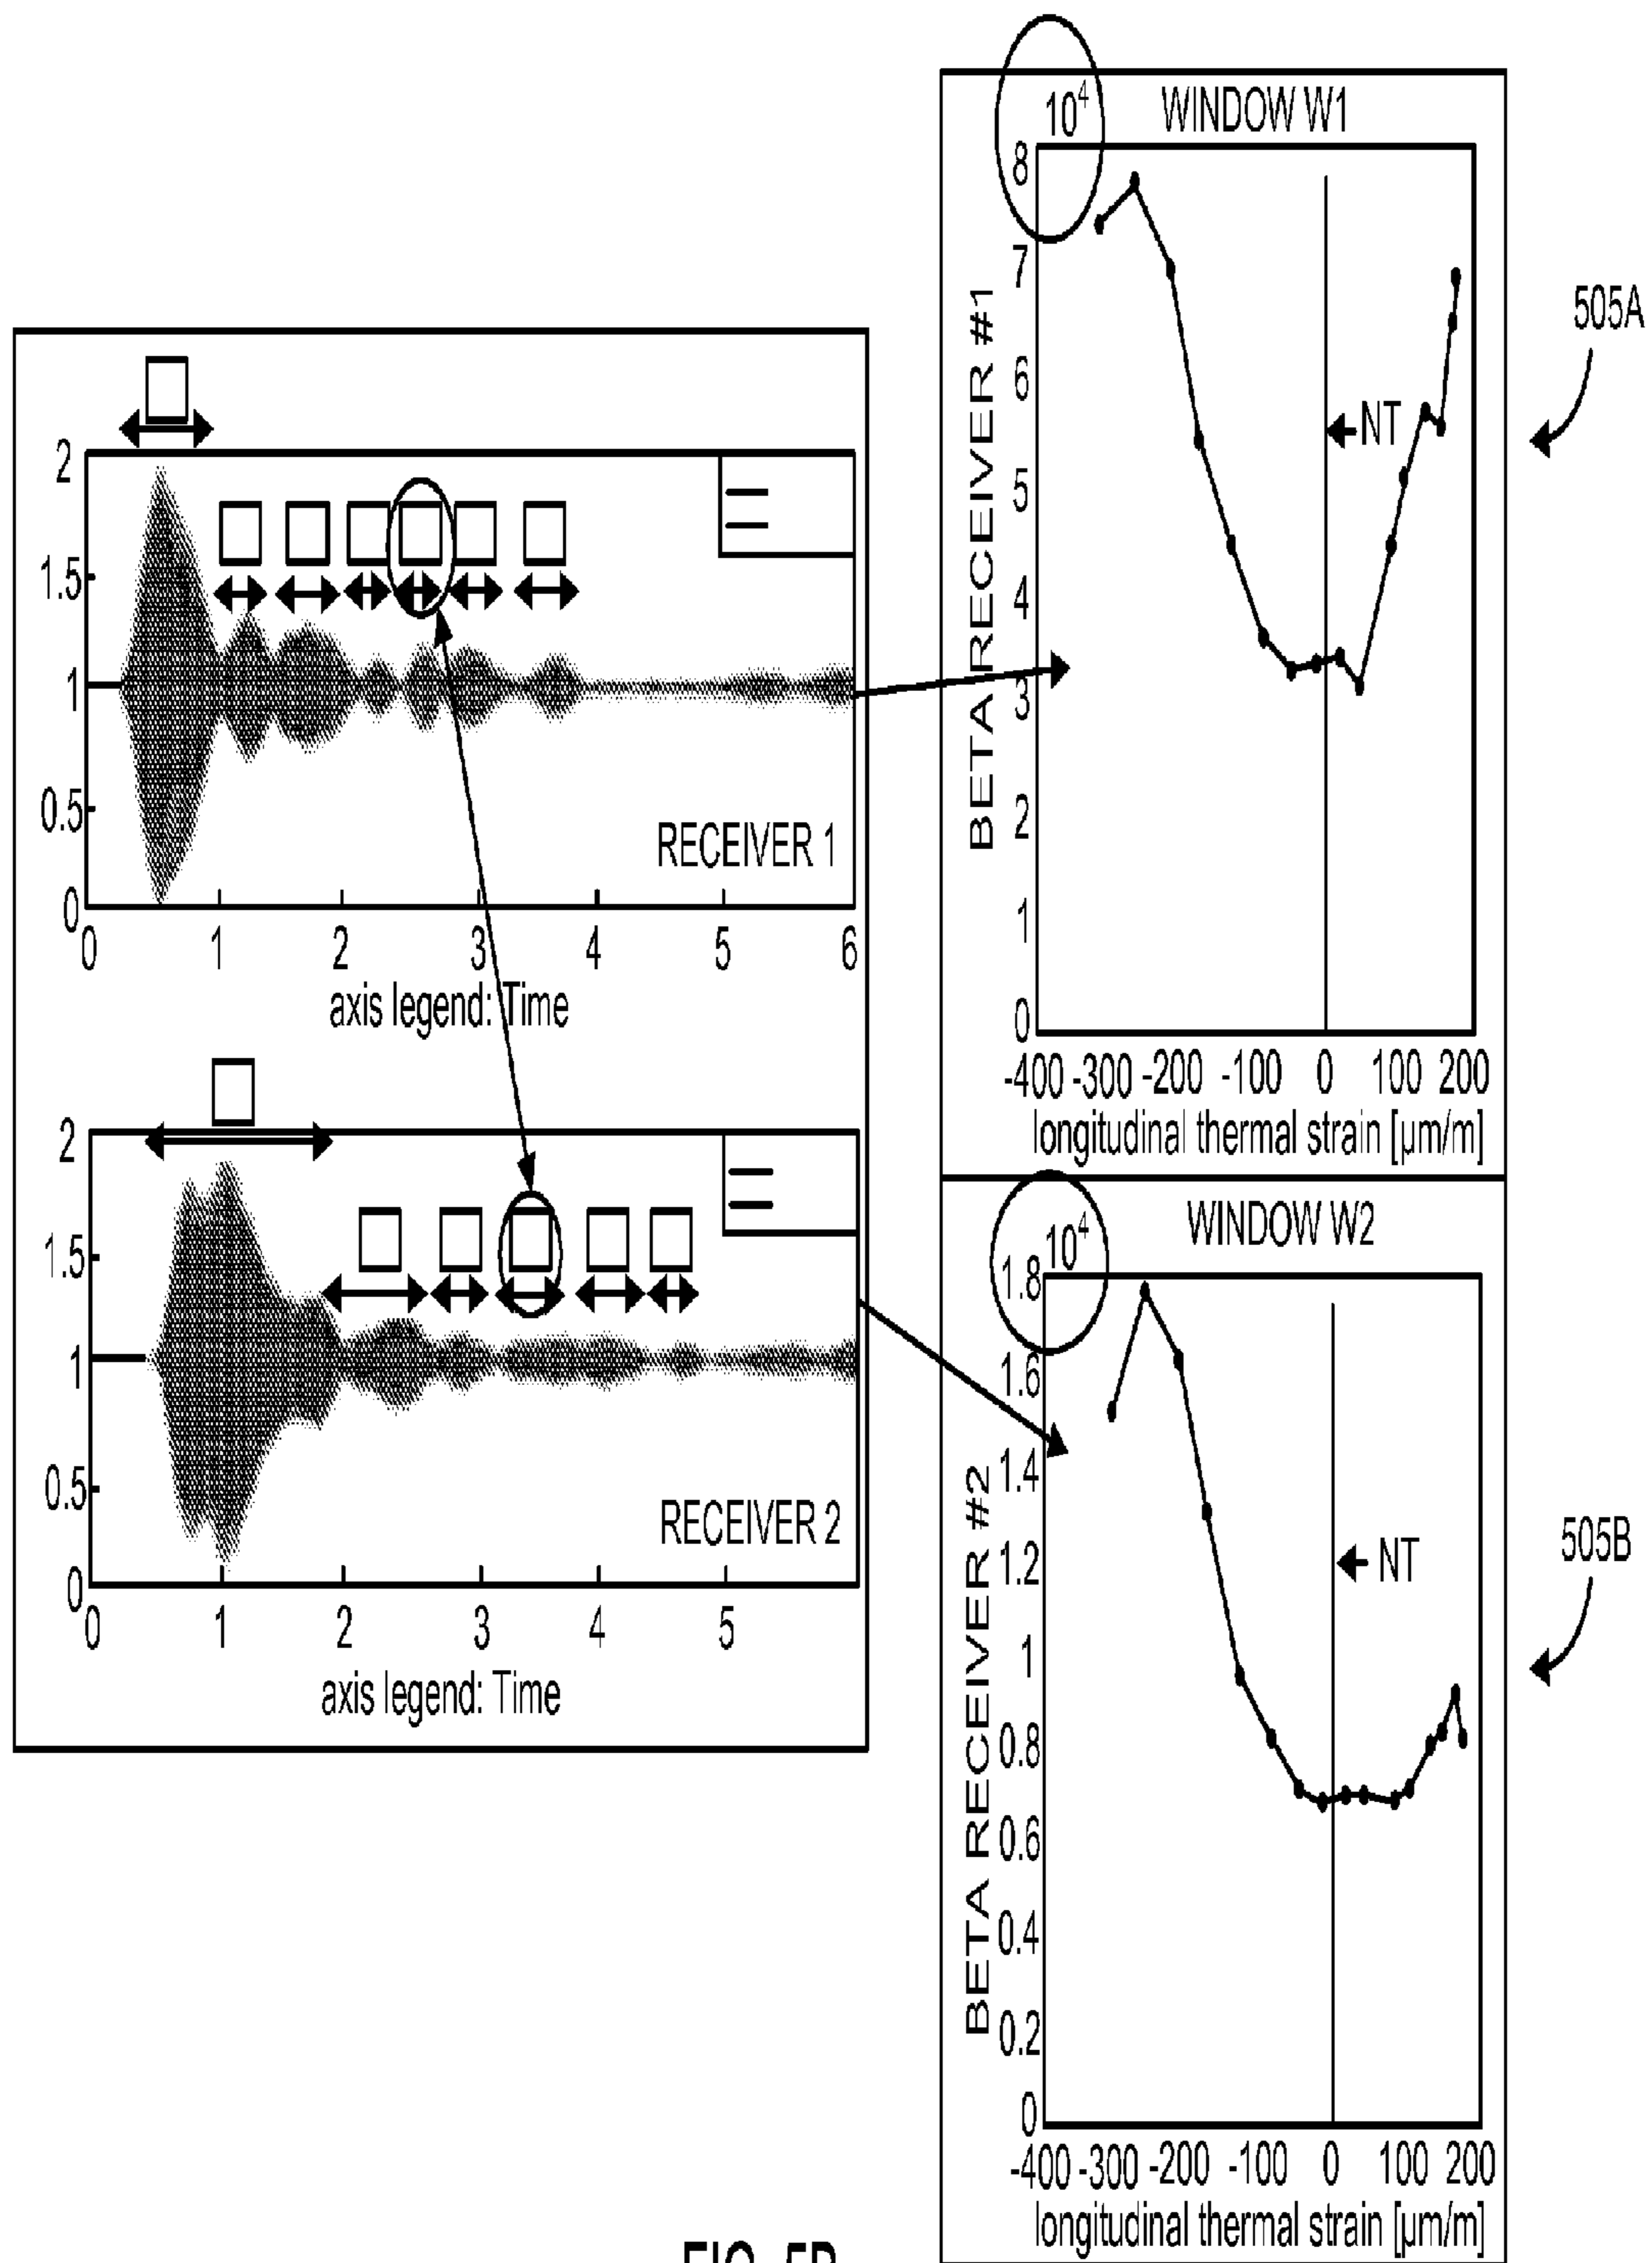 2
1.5
1
0.5
0
RECEIVER 1
0 1 2 3 4 5 6
axis legend: Time
2
1.5
1
0.5
0
RECEIVER 2
0 1 2 3 4 5
axis legend: Time
10⁴
WINDOW W1
8
7
6
5
4
3
2
1
0
BETA RECEIVER #1
NT
-400 -300 -200 -100 0 100 200
longitudinal thermal strain [µm/m]
505A
10⁴
WINDOW W2
1.8
1.6
1.4
1.2
1
0.8
0.6
0.4
0.2
0
BETA RECEIVER #2
NT
-400 -300 -200 -100 0 100 200
longitudinal thermal strain [µm/m]
505B